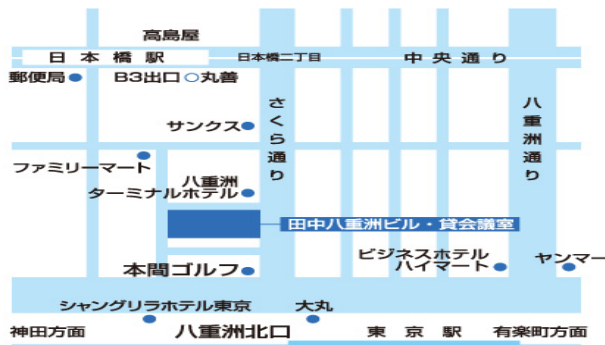 高島屋
日本橋駅
日本橋二丁目
中央通り
郵便局
B3出口
丸善
さくら通り
八重洲通り
サンクス
ファミリーマート
八重洲
ターミナルホテル
田中八重洲ビル・貸会議室
本間ゴルフ
ビジネスホテル
ハイマート
ヤンマー
シャングリラホテル東京
大丸
神田方面
八重洲北口
東京駅
有楽町方面